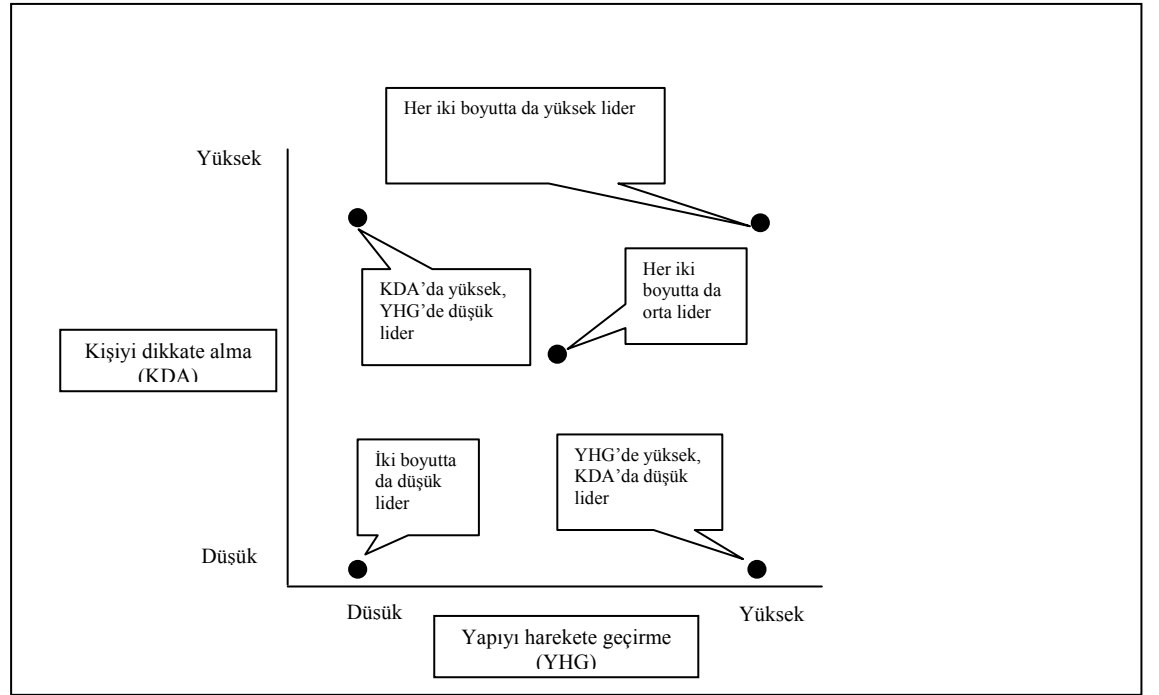 Her iki boyutta da yüksek lider
Yüksek
KDA’da yüksek,
YHG’de düşük
lider
Her iki
boyutta da
orta lider
Kişiyi dikkate alma
(KDA)
İki boyutta
da düşük
lider
YHG’de yüksek,
KDA’da düşük
lider
Düşük
Düşük
Yüksek
Yapıyı harekete geçirme
(YHG)